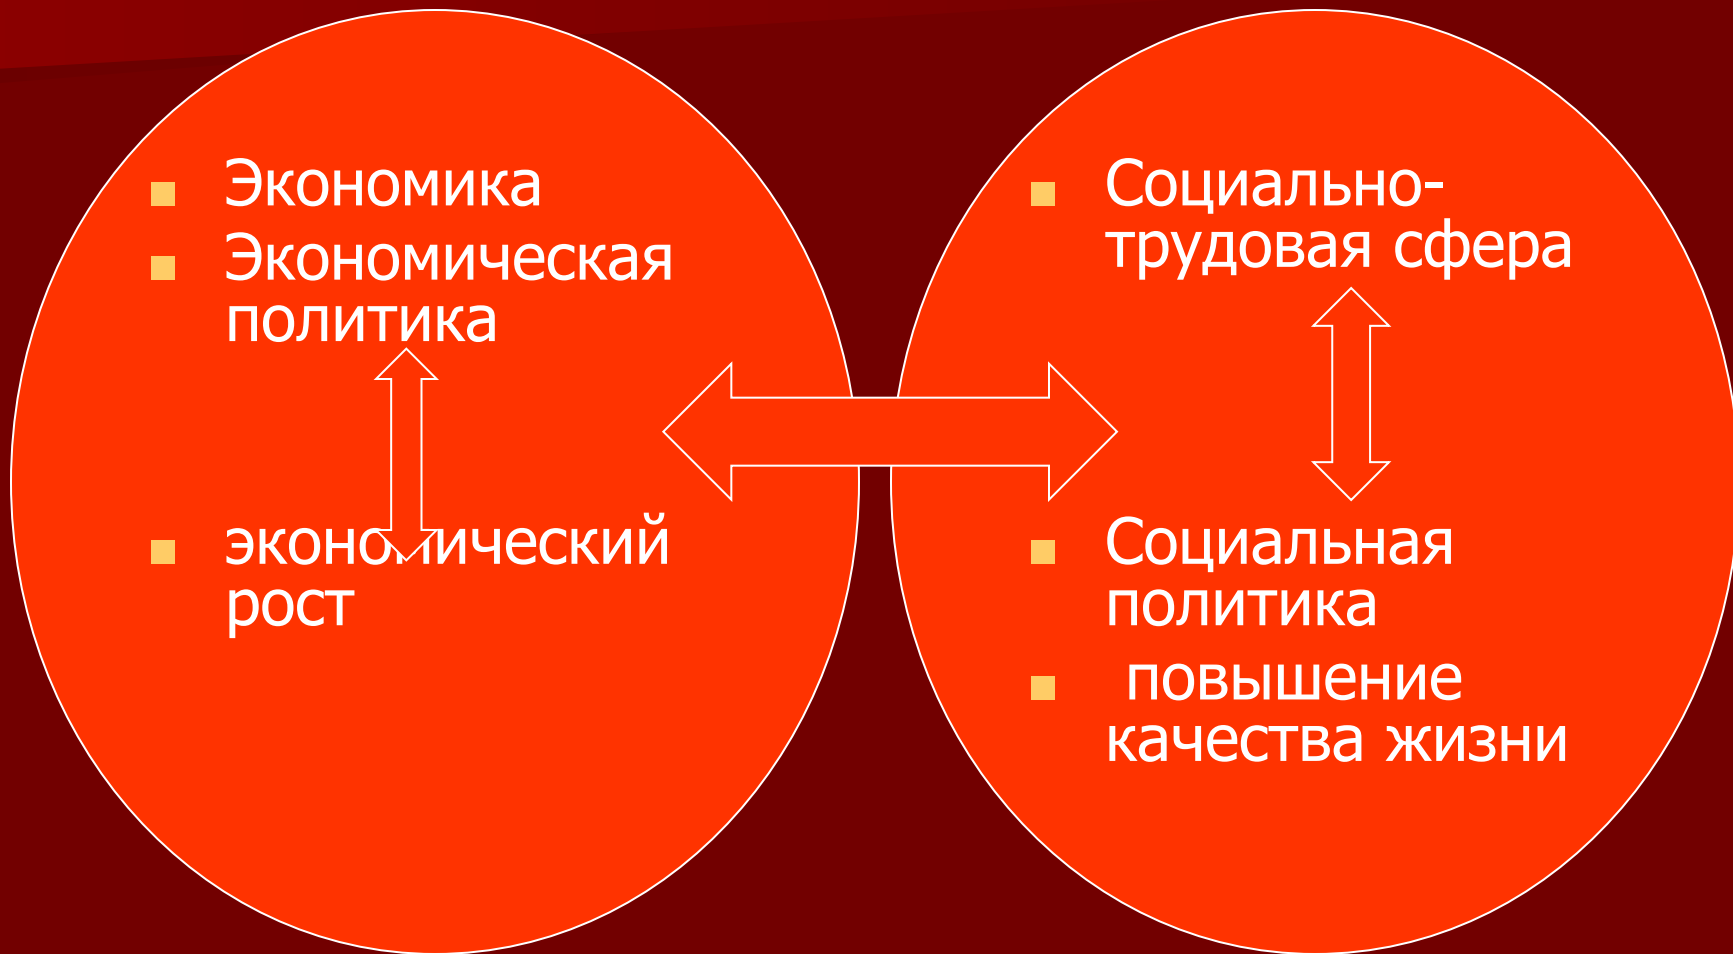 Экономика
Экономическая
политика
экономический
рост
Социально-
трудовая сфера
Социальная
политика
повышение
качества жизни